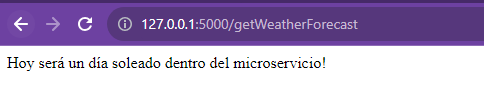 127.0.0.1:5000/getWeatherForecast
Hoy será un día soleado dentro del microservicio!